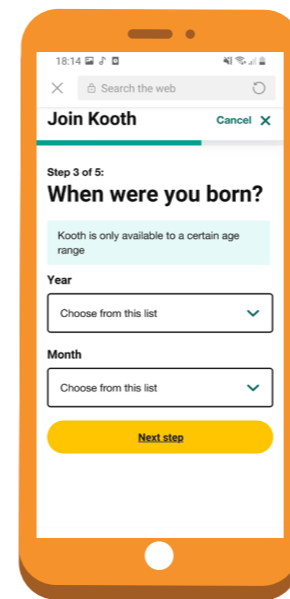 18:14
Search the web
Join Kooth
Cancel X
Step 3 of 5:
When were you born?
Kooth is only available to a certain age
range
Year
Choose from this list
Month
Choose from this list
Next step